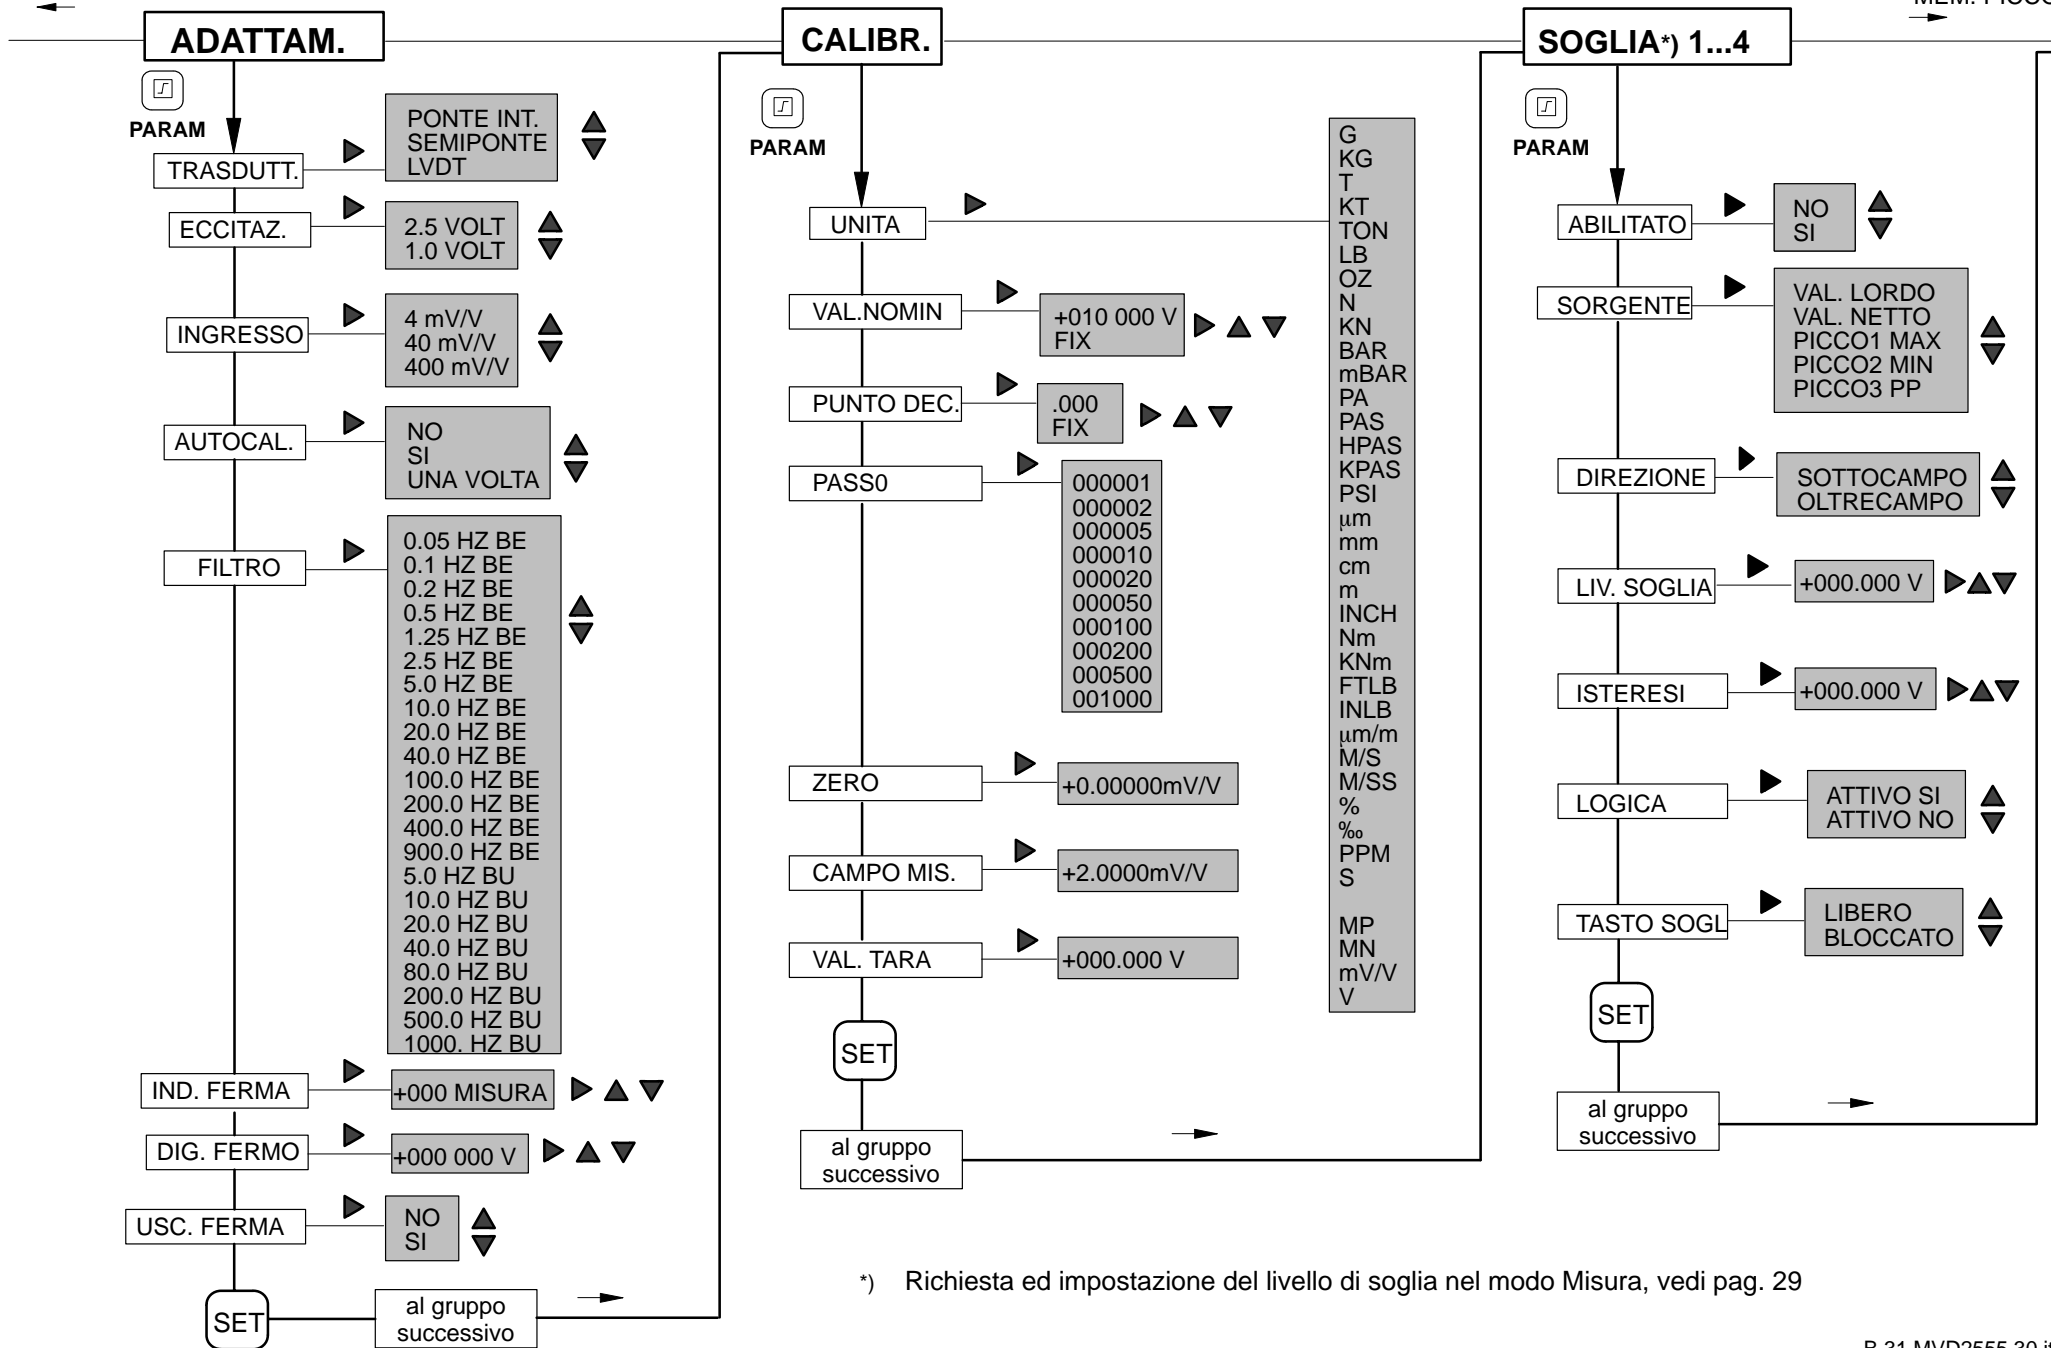 MEM. PICCO
ADATTAM.
PARAM
TRASDUTT.
PONTE INT.
SEMIPONTE
LVDT
ECCITAZ.
2.5 VOLT
1.0 VOLT
INGRESSO
4 mV/V
40 mV/V
400 mV/V
AUTOCAL.
NO
SI
UNA VOLTA
FILTRO
0.05 HZ BE
0.1 HZ BE
0.2 HZ BE
0.5 HZ BE
1.25 HZ BE
2.5 HZ BE
5.0 HZ BE
10.0 HZ BE
20.0 HZ BE
40.0 HZ BE
100.0 HZ BE
200.0 HZ BE
400.0 HZ BE
900.0 HZ BE
5.0 HZ BU
10.0 HZ BU
20.0 HZ BU
40.0 HZ BU
80.0 HZ BU
200.0 HZ BU
500.0 HZ BU
1000. HZ BU
IND. FERMA
+000 MISURA
DIG. FERMO
+000 000 V
USC. FERMA
NO
SI
SET
al gruppo
successivo
CALIBR.
PARAM
UNITA
G
KG
T
KT
TON
LB
OZ
N
KN
BAR
mBAR
PA
PAS
HPAS
KPAS
PSI
μm
mm
cm
m
INCH
Nm
KNm
FTLB
INLB
μm/m
M/S
M/SS
%
‰
PPM
S
MP
MN
mV/V
V
VAL.NOMIN
+010 000 V
FIX
PUNTO DEC.
.000
FIX
PASS0
000001
000002
000005
000010
000020
000050
000100
000200
000500
001000
ZERO
+0.00000mV/V
CAMPO MIS.
+2.0000mV/V
VAL. TARA
+000.000 V
SET
al gruppo
successivo
SOGLIA*) 1...4
PARAM
ABILITATO
NO
SI
SORGENTE
VAL. LORDO
VAL. NETTO
PICCO1 MAX
PICCO2 MIN
PICCO3 PP
DIREZIONE
SOTTOCAMPO
OLTRECAMPO
LIV. SOGLIA
+000.000 V
ISTERESI
+000.000 V
LOGICA
ATTIVO SI
ATTIVO NO
TASTO SOGL
LIBERO
BLOCCATO
SET
al gruppo
successivo
*) Richiesta ed impostazione del livello di soglia nel modo Misura, vedi pag. 29